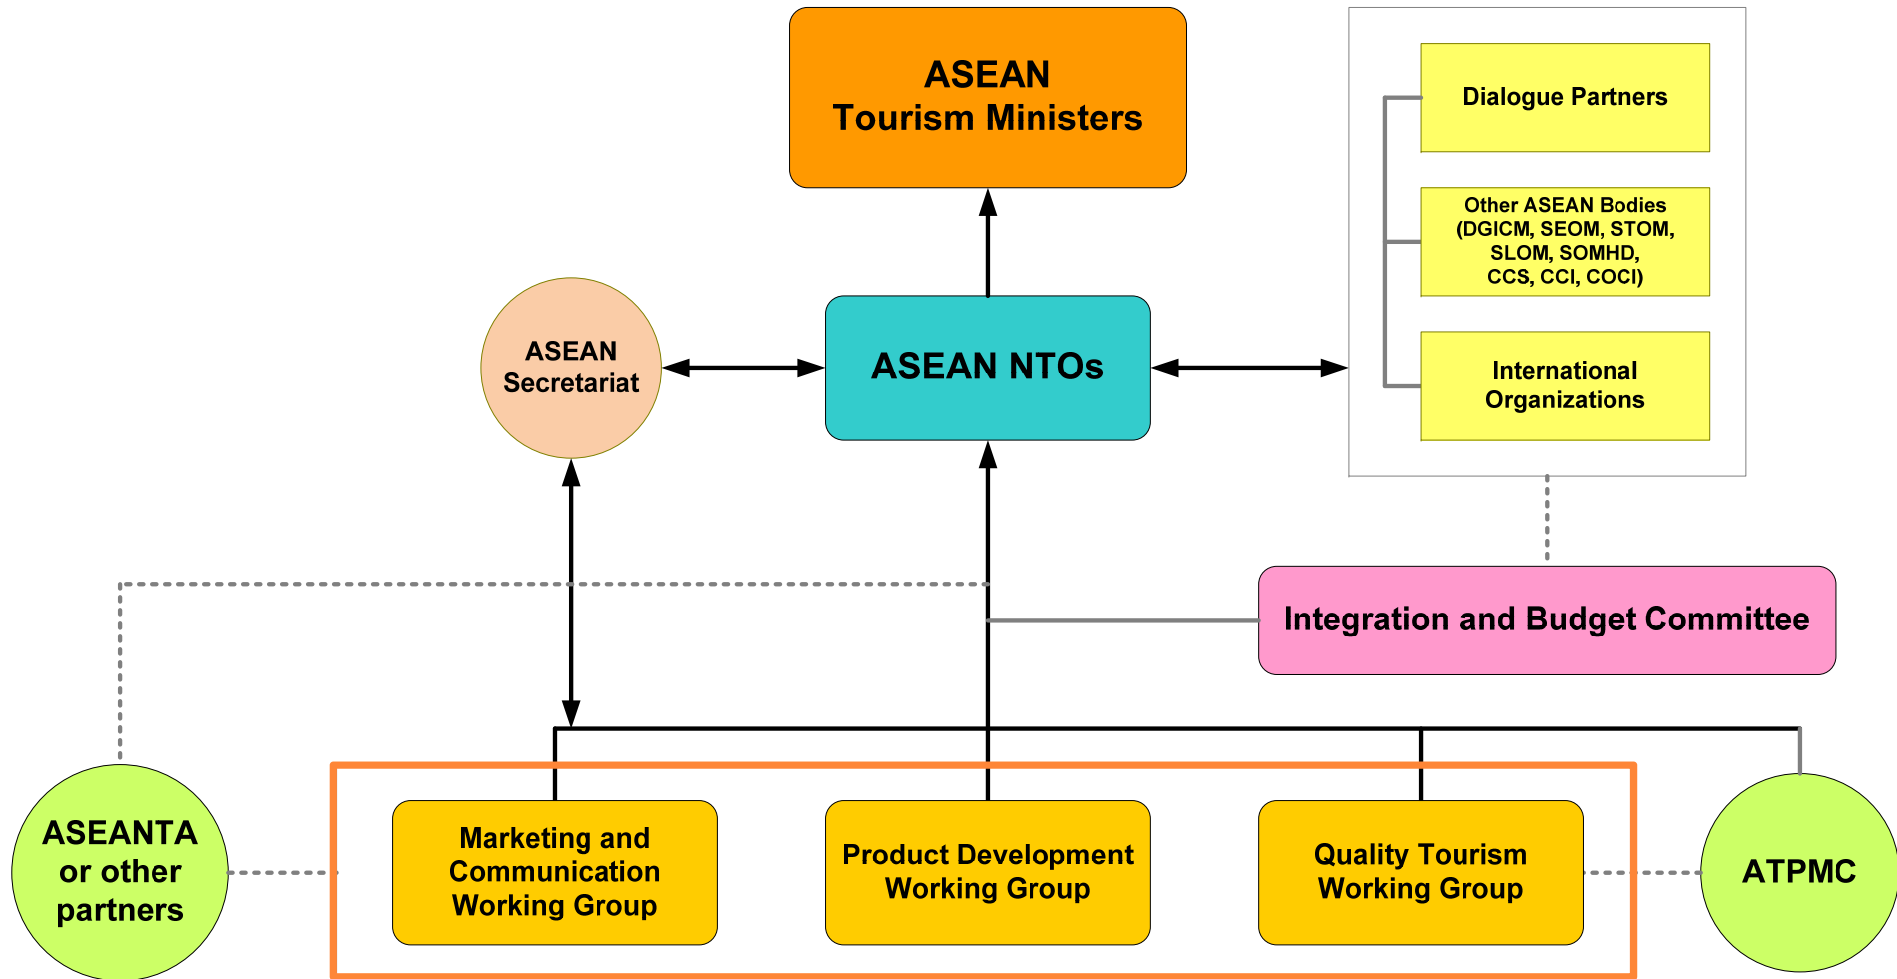 ASEAN
Tourism Ministers
Dialogue Partners
Other ASEAN Bodies
(DGICM, SEOM, STOM,
SLOM, SOMHD,
CCS, CCI, COCI)
International
Organizations
ASEAN
Secretariat
ASEAN NTOs
Integration and Budget Committee
ASEANTA
or other
partners
Marketing and
Communication
Working Group
Product Development
Working Group
Quality Tourism
Working Group
ATPMC